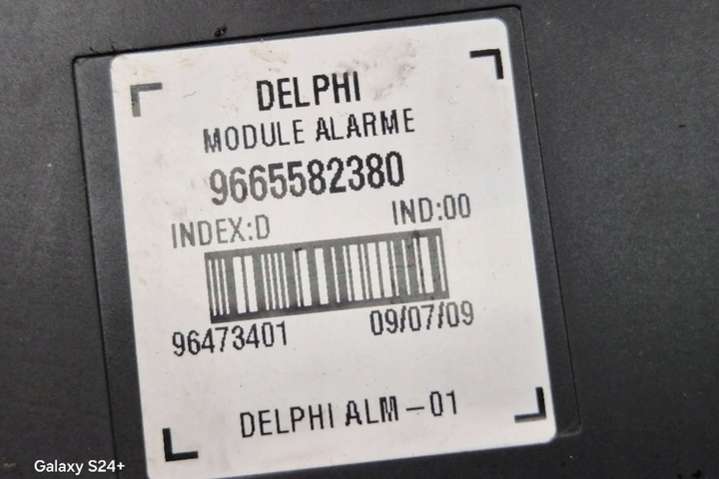 DELPHI
MODULE ALARME
9665582380
INDEX:D IND:00
96473401 09/07/09
DELPHI ALM-01
Galaxy S24+